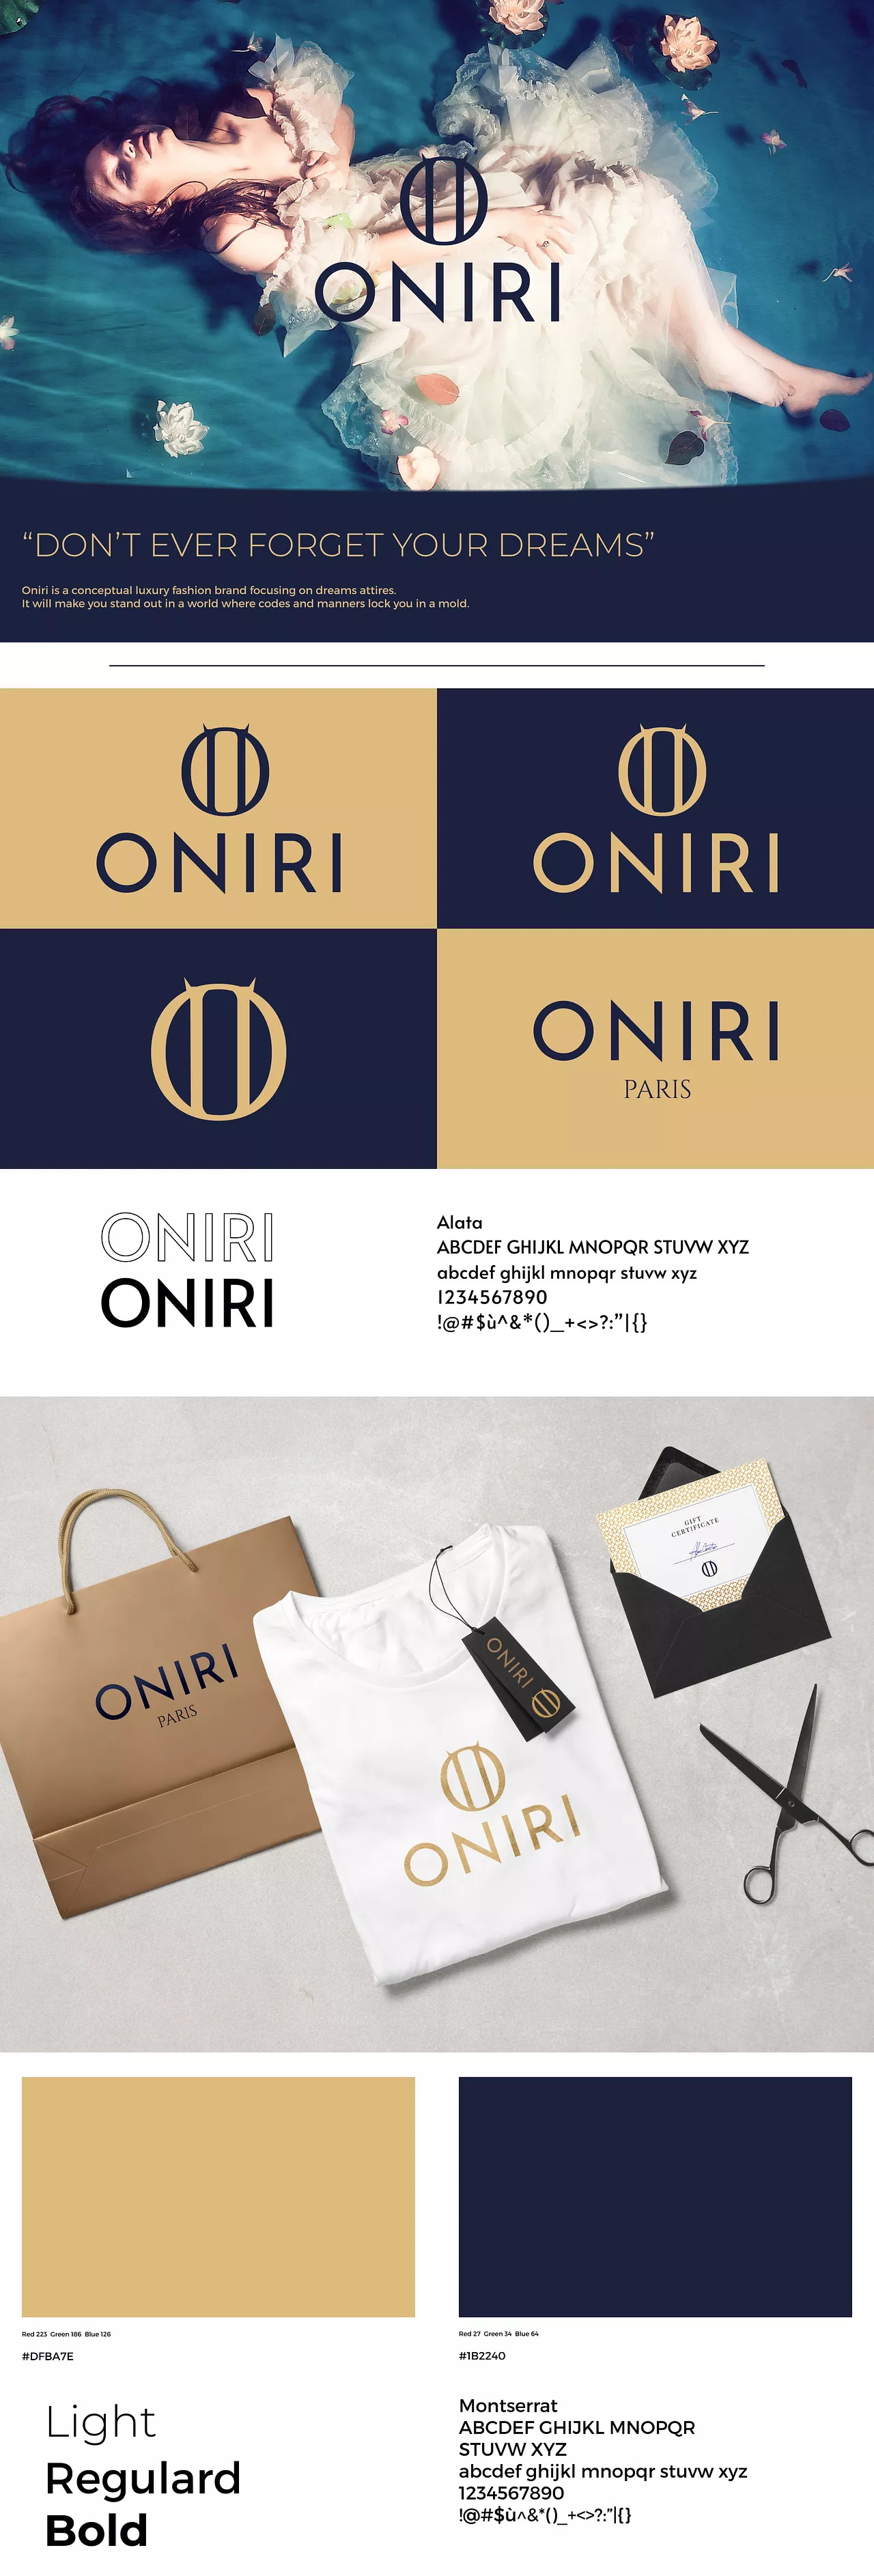 ONIRI
“DON’T EVER FORGET YOUR DREAMS”
Oniri is a conceptual luxury fashion brand focusing on dreams attires.
It will make you stand out in a world where codes and manners lock you in a mold.
ONIRI
ONIRI
ONIRI
PARIS
ONIRI
ONIRI
Alata
ABCDEF GHIJKL MNOPQR STUVW XYZ
abcdef ghijkl mnopqr stuvw xyz
1234567890
!@#$ù^&*()_+<>?:”|{}
GIFT
CERTIFICATE
ONIRI
PARIS
ONIRI
ONIRI
Red 223 Green 186 Blue 126
#DFBA7E
Red 27 Green 34 Blue 64
#1B2240
Light
Regulard
Bold
Montserrat
ABCDEF GHIJKL MNOPQR
STUVW XYZ
abcdef ghijkl mnopqr stuvw xyz
1234567890
!@#$ù^&*()_+<>?:”|{}